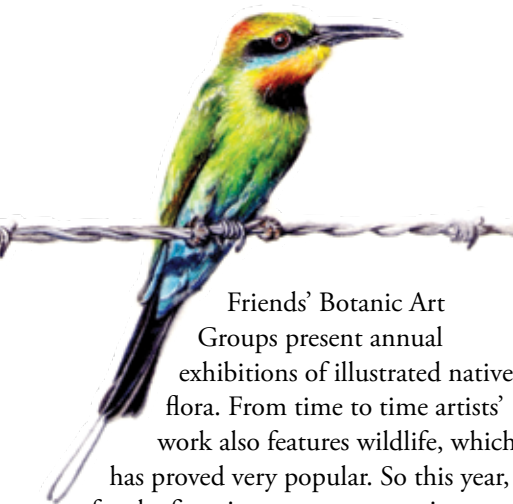 Friends’ Botanic Art
Groups present annual
exhibitions of illustrated native
flora. From time to time artists’
work also features wildlife, which
has proved very popular. So this year,